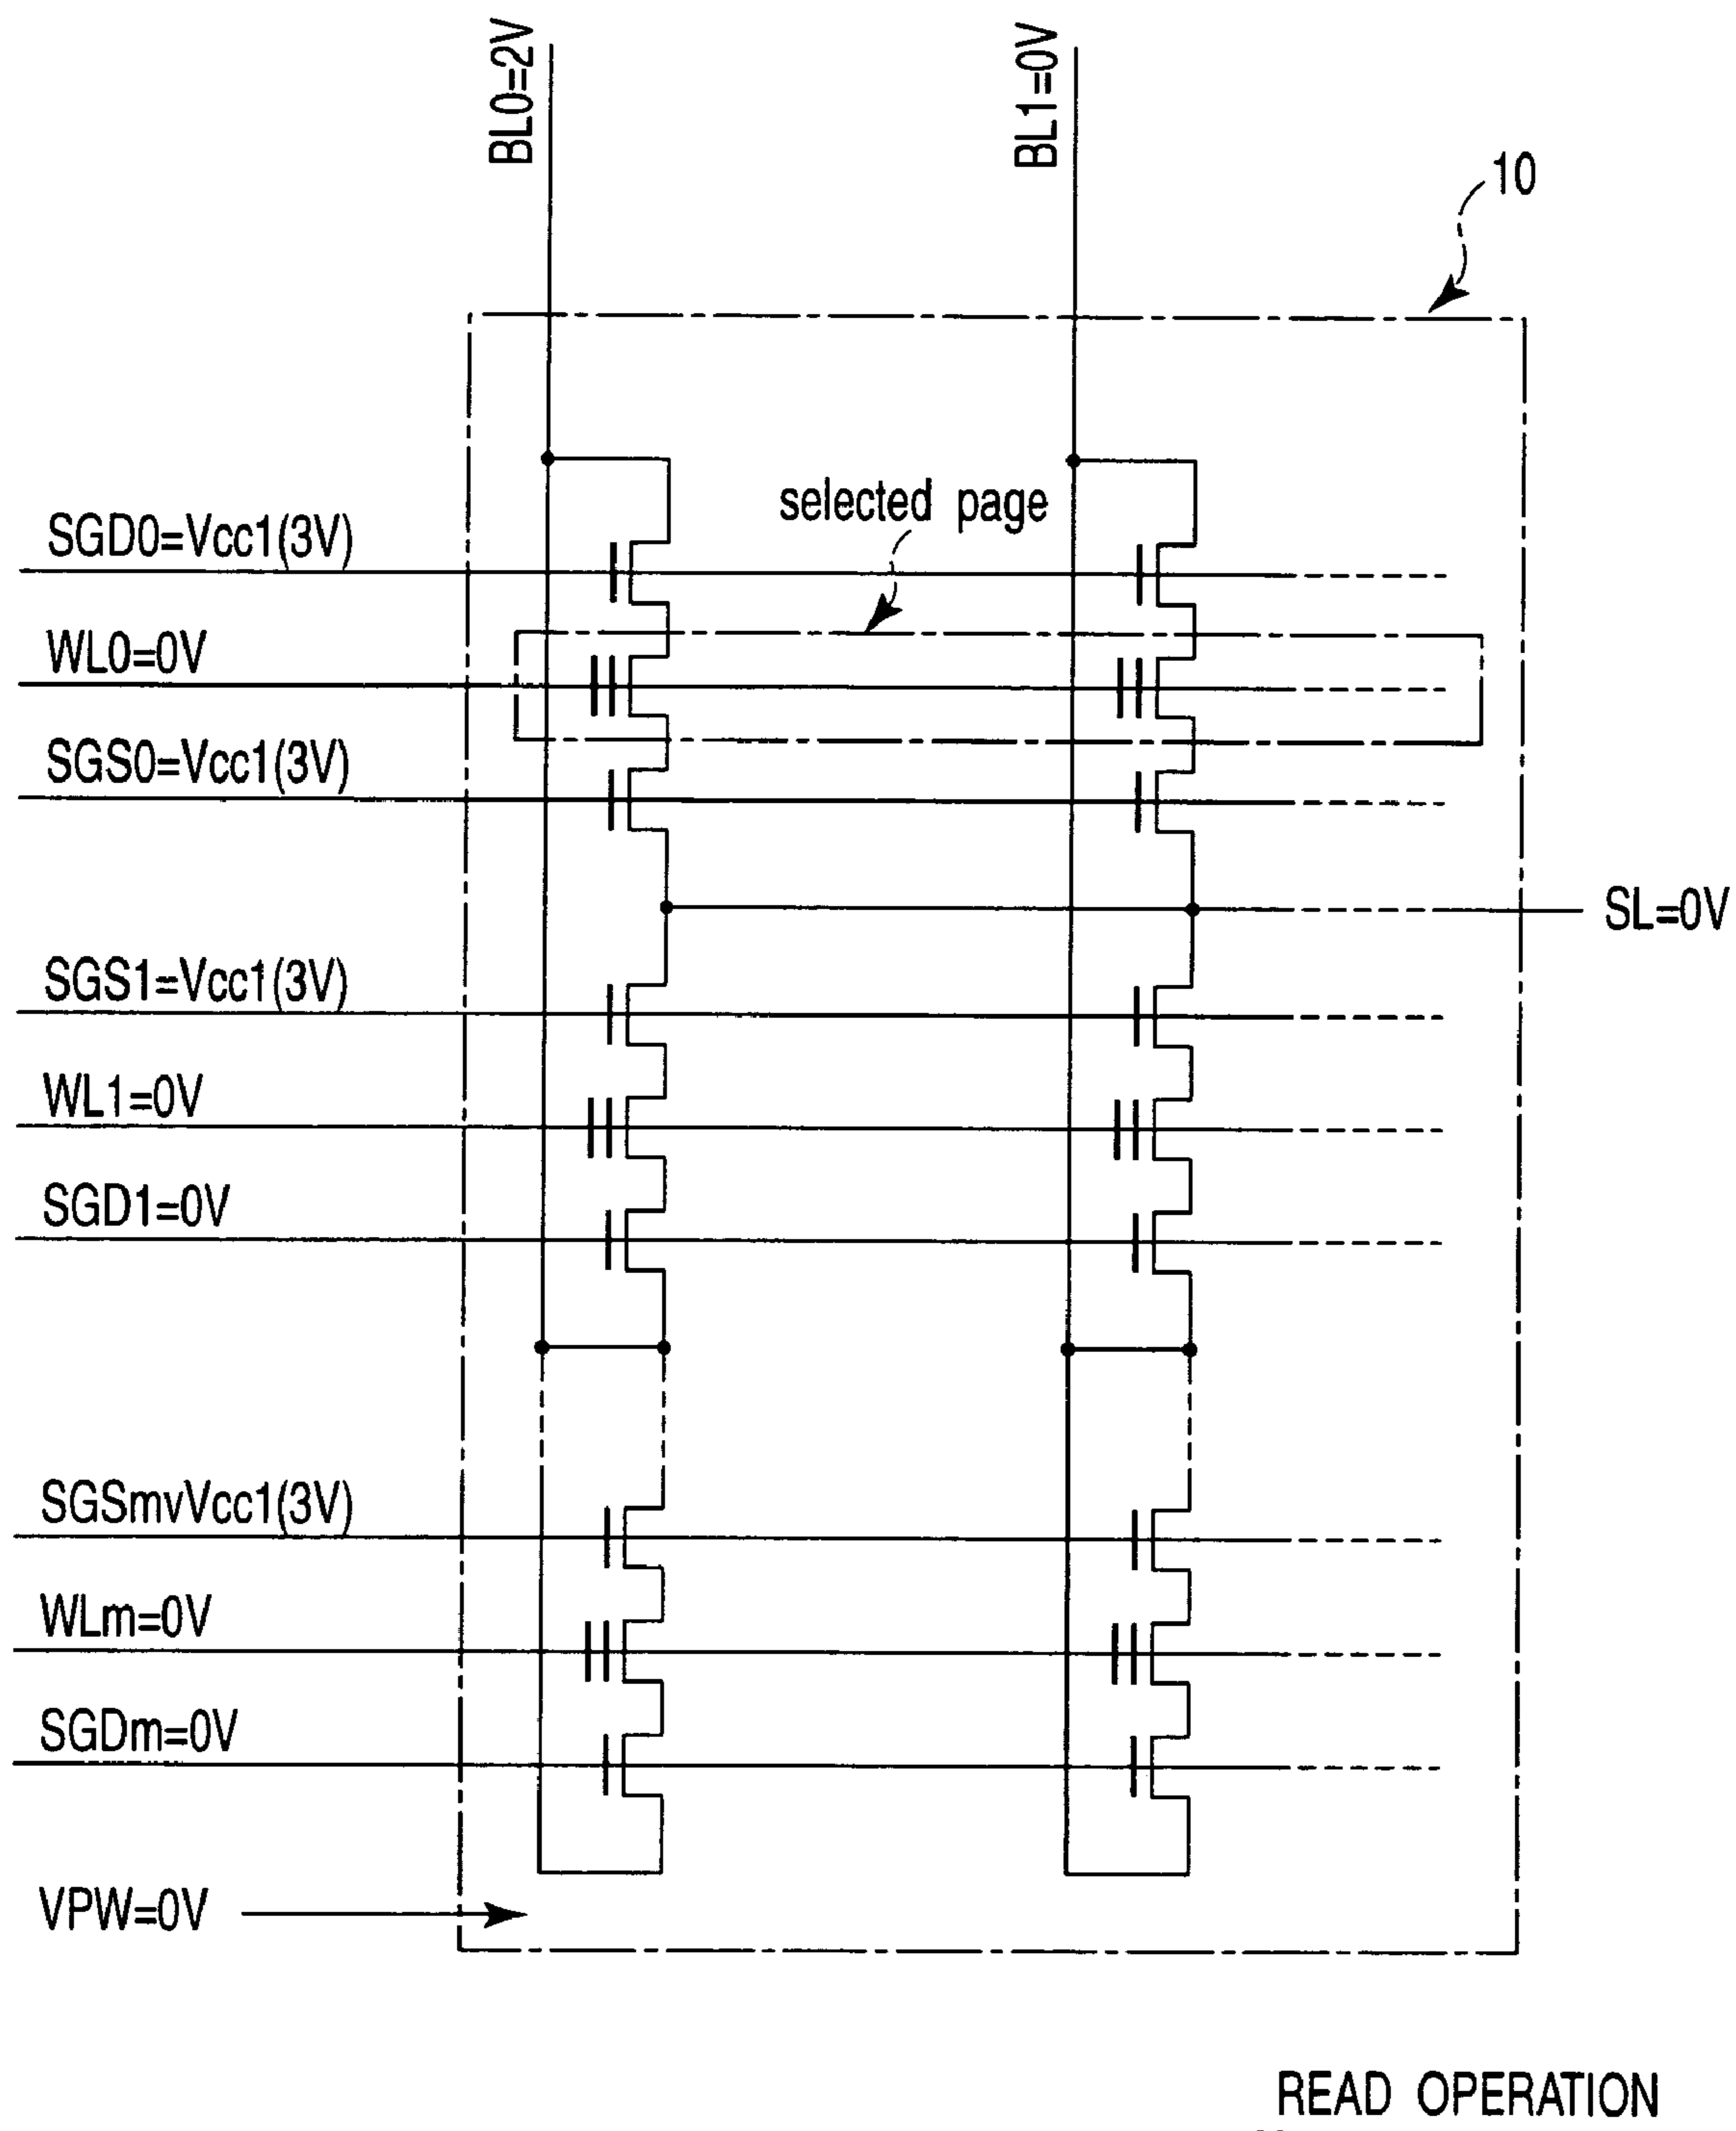 BL0=2V
BL1=0V
10
selected page
SGD0=Vcc1(3V)
WL0=0V
SGS0=Vcc1(3V)
SL=0V
SGS1=Vcc1(3V)
WL1=0V
SGD1=0V
SGSmvVcc1(3V)
WLm=0V
SGDm=0V
VPW=0V
READ OPERATION